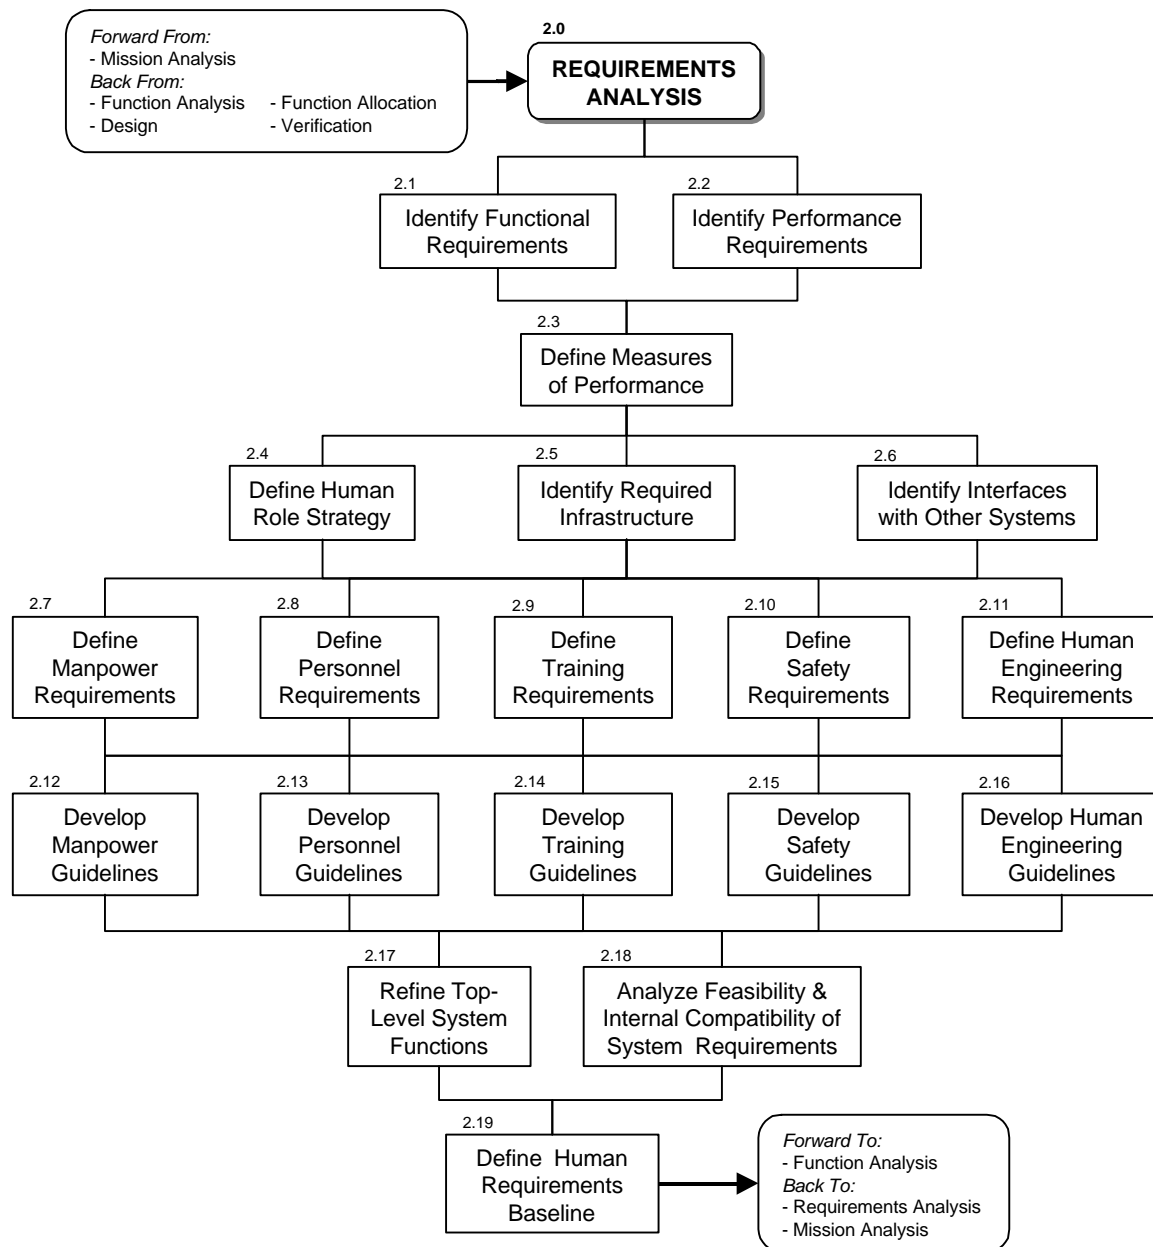 Forward From:
- Mission Analysis
Back From:
- Function Analysis - Function Allocation
- Design - Verification
2.0
REQUIREMENTS
ANALYSIS
2.1
Identify Functional
Requirements
2.2
Identify Performance
Requirements
2.3
Define Measures
of Performance
2.4
Define Human
Role Strategy
2.5
Identify Required
Infrastructure
2.6
Identify Interfaces
with Other Systems
2.7
Define
Manpower
Requirements
2.8
Define
Personnel
Requirements
2.9
Define
Training
Requirements
2.10
Define
Safety
Requirements
2.11
Define Human
Engineering
Requirements
2.12
Develop
Manpower
Guidelines
2.13
Develop
Personnel
Guidelines
2.14
Develop
Training
Guidelines
2.15
Develop
Safety
Guidelines
2.16
Develop Human
Engineering
Guidelines
2.17
Refine Top-
Level System
Functions
2.18
Analyze Feasibility &
Internal Compatibility of
System Requirements
2.19
Define Human
Requirements
Baseline
Forward To:
- Function Analysis
Back To:
- Requirements Analysis
- Mission Analysis